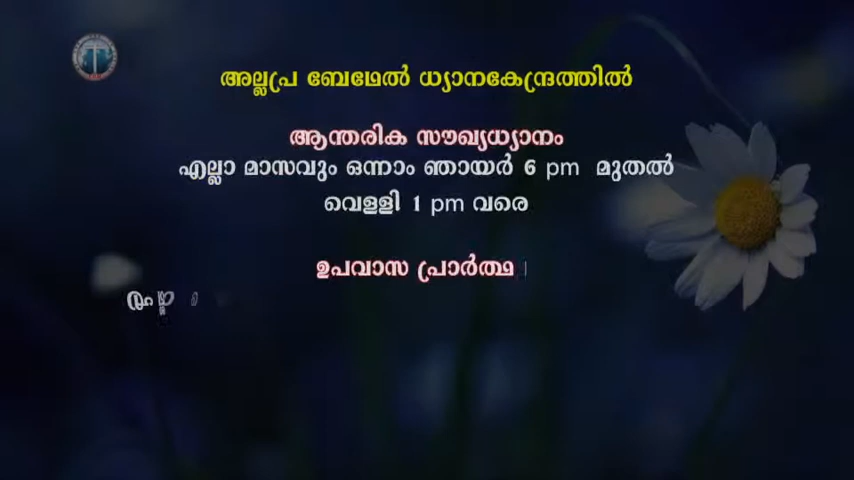 അല്ലപ്ര ബേഥേൽ ധ്യാനകേന്ദ്രത്തിൽ
ആന്തരിക സൗഖ്യധ്യാനം
എല്ലാ മാസവും ഒന്നാം ഞായർ 6 pm മുതൽ
വെള്ളി 1 pm വരെ
ഉപവാസ പ്രാർത്ഥ